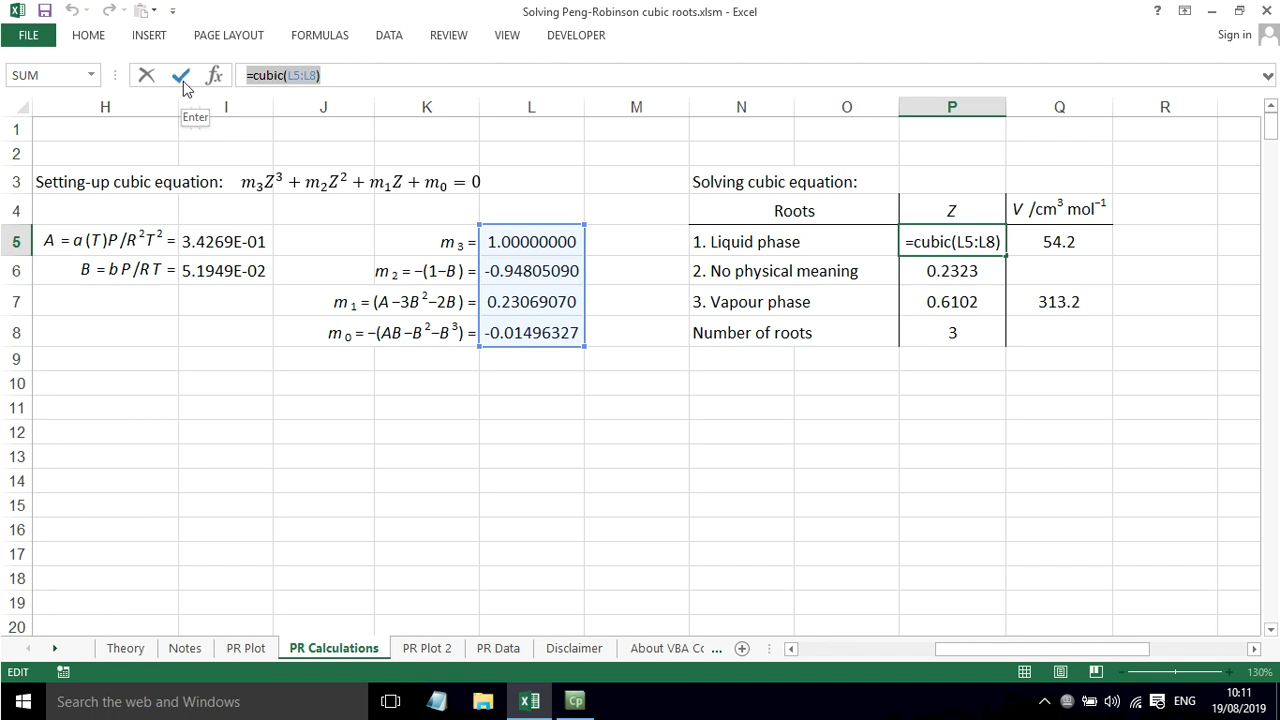 Solving Peng-Robinson cubic roots.xlsm - Excel
?
FILE HOME INSERT PAGE LAYOUT FORMULAS DATA REVIEW VIEW DEVELOPER Sign in
SUM fx =cubic(L5:L8)
Enter
H I J K L M N O P Q R
1
2
3 Setting-up cubic equation: m₃Z³ + m₂Z² + m₁Z + m₀ = 0 Solving cubic equation:
4 Roots Z V /cm³ mol⁻¹
5 A = a (T)P /R²T² = 3.4269E-01 m₃ = 1.00000000 1. Liquid phase =cubic(L5:L8) 54.2
6 B = b P /R T = 5.1949E-02 m₂ = −(1−B ) = -0.94805090 2. No physical meaning 0.2323
7 m₁ = (A −3B²−2B ) = 0.23069070 3. Vapour phase 0.6102 313.2
8 m₀ = −(AB −B²−B³) = -0.01496327 Number of roots 3
9
10
11
12
13
14
15
16
17
18
19
20
Theory Notes PR Plot PR Calculations PR Plot 2 PR Data Disclaimer About VBA Cc ...
EDIT 130%
Search the web and Windows Cp ENG 10:11
19/08/2019